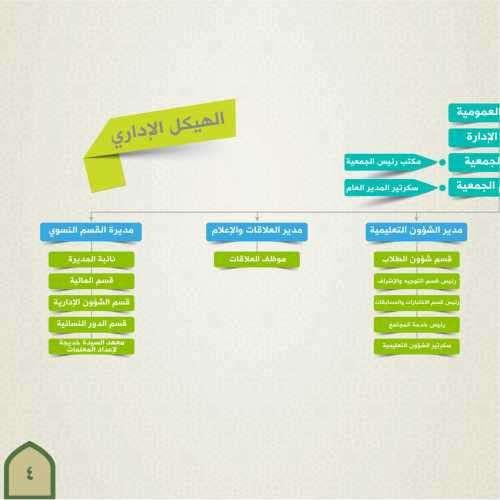 الهيكل الإداري
العمومية
الإدارة
الجمعية
مكتب رئيس الجمعية
الجمعية
سكرتير المدير العام
مدير الشؤون التعليمية
مدير العلاقات والإعلام
مديرة القسم النسوي
قسم شؤون الطلاب
موظف العلاقات
نائبة المديرة
رئيس قسم التوجيه والإشراف
قسم المالية
رئيس قسم الاختبارات والمسابقات
قسم الشؤون الإدارية
رئيس خدمة المجتمع
قسم الدور النسائية
سكرتير الشؤون التعليمية
معهد السيدة خديجة
لإعداد المعلمات
٤